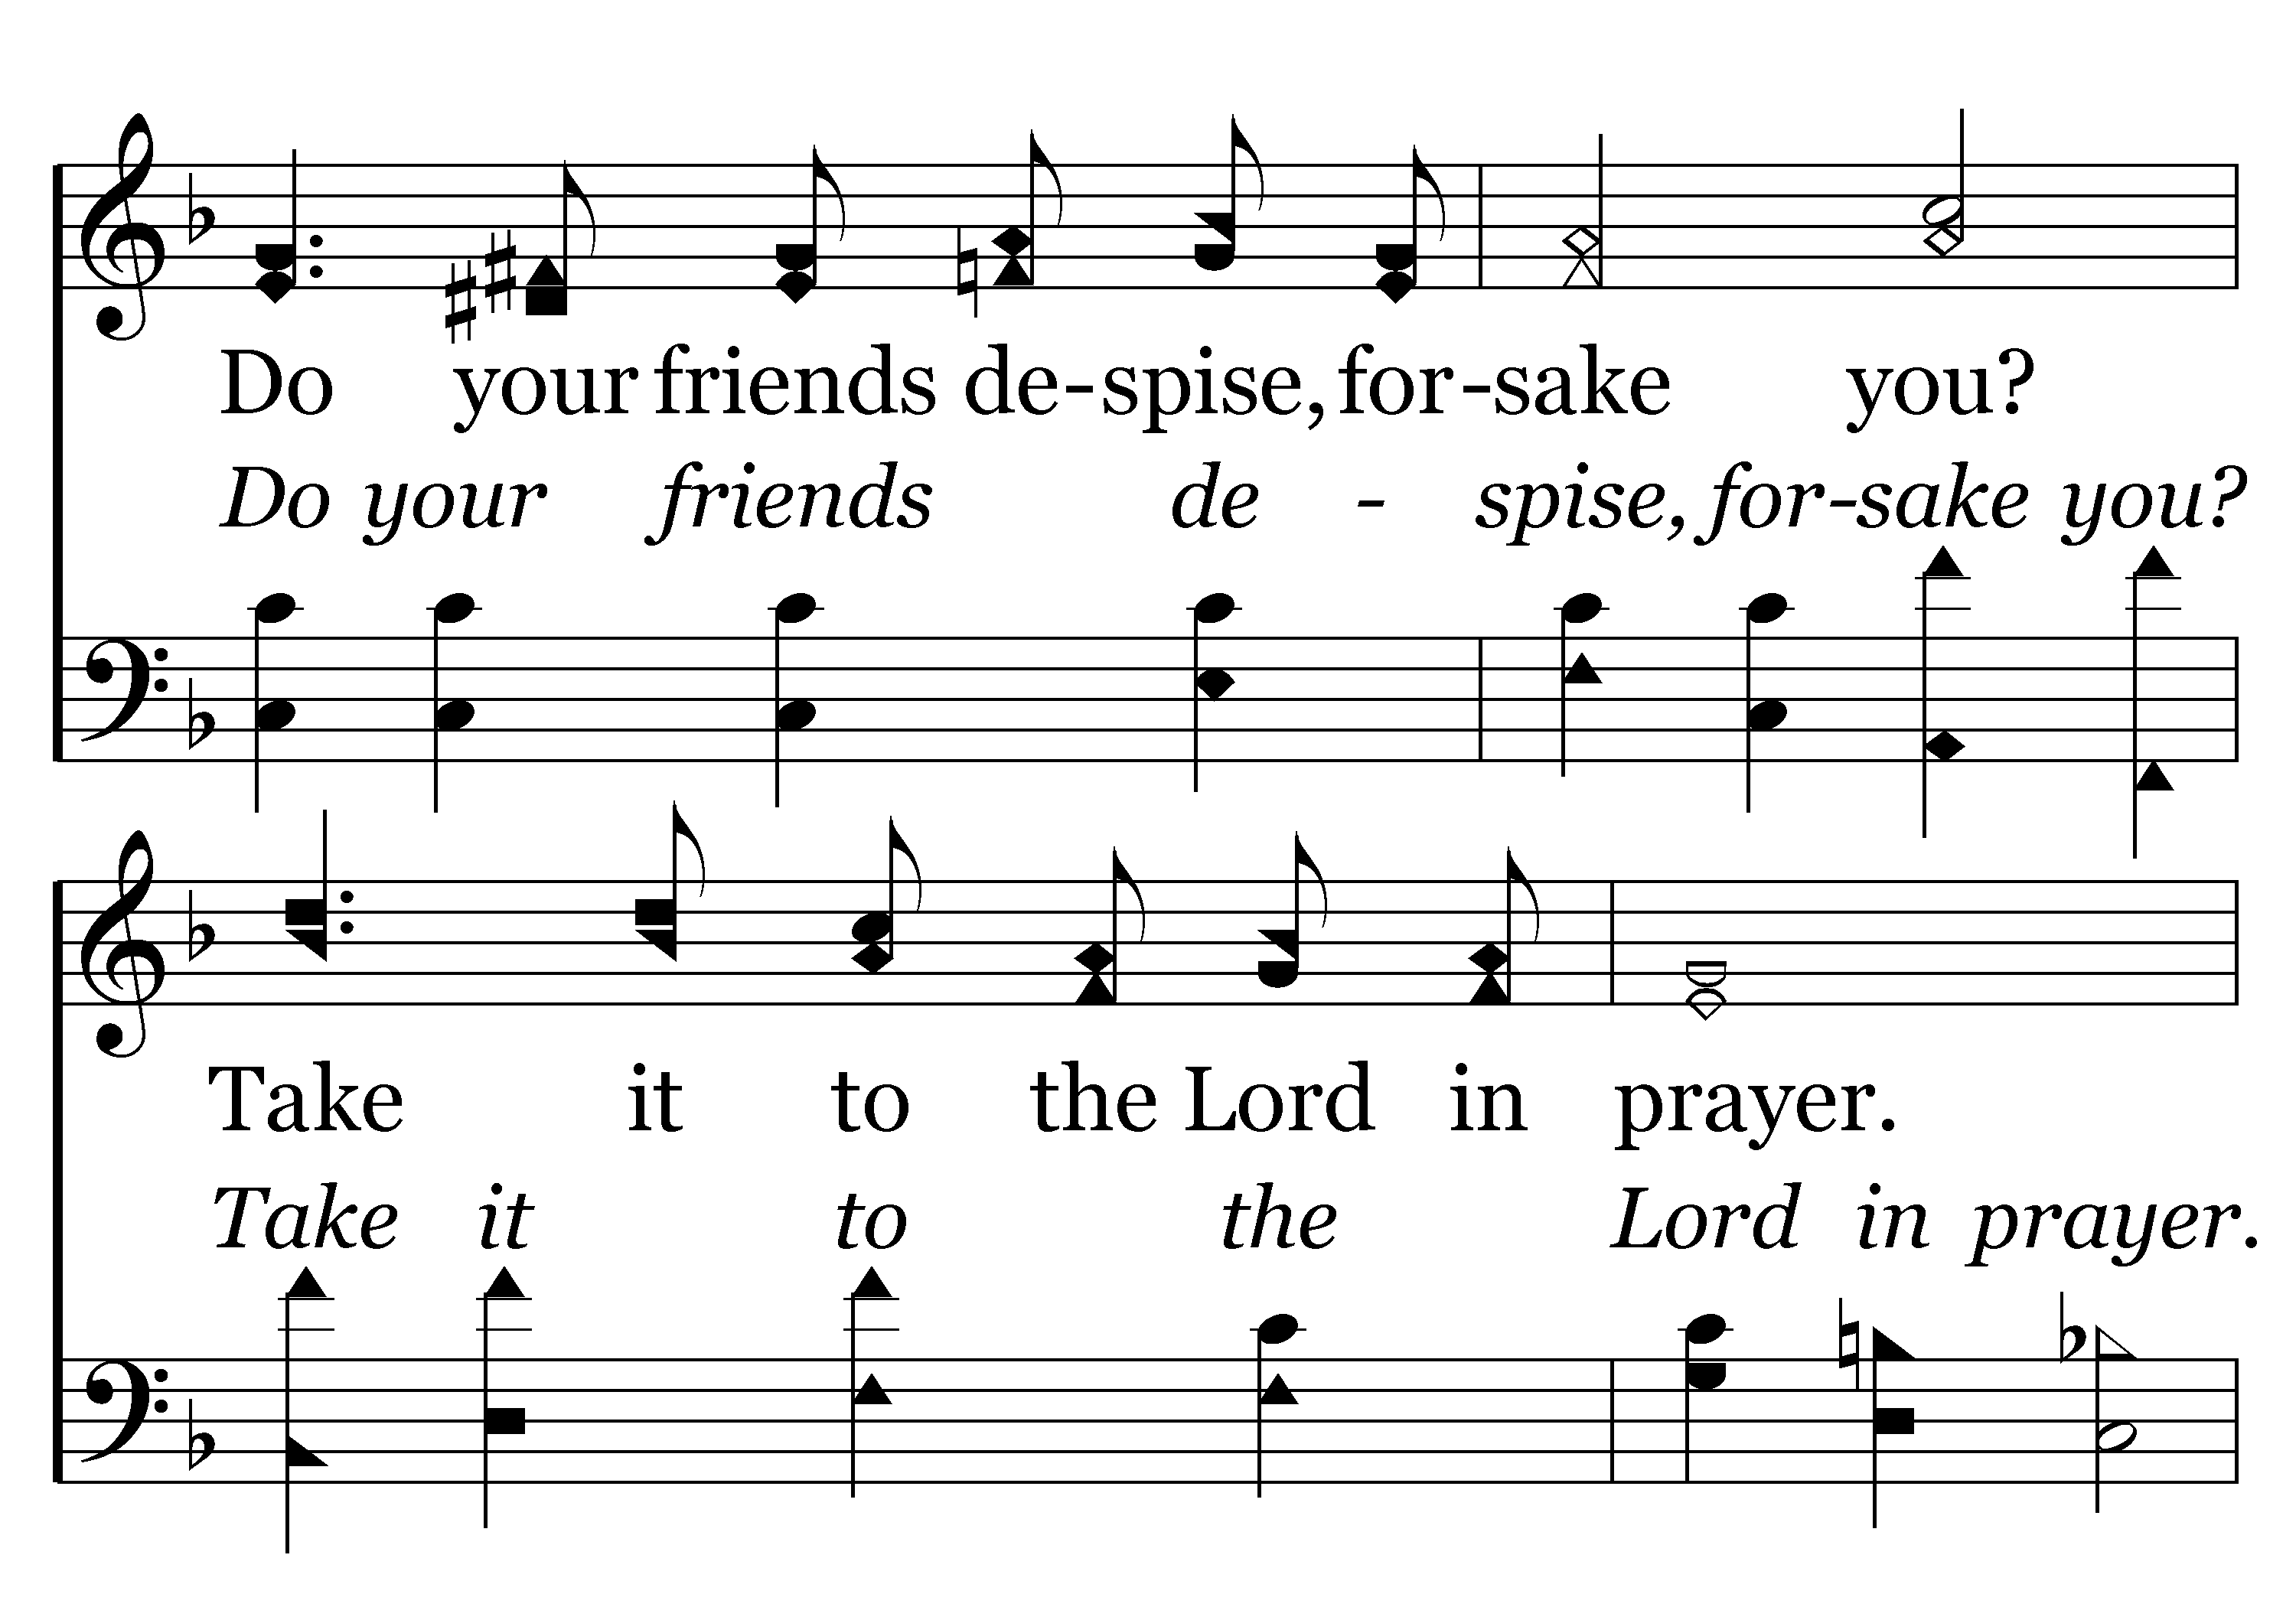 Do your friends de-spise, for-sake you?
Do your friends de - spise, for-sake you?
Take it to the Lord in prayer.
Take it to the Lord in prayer.